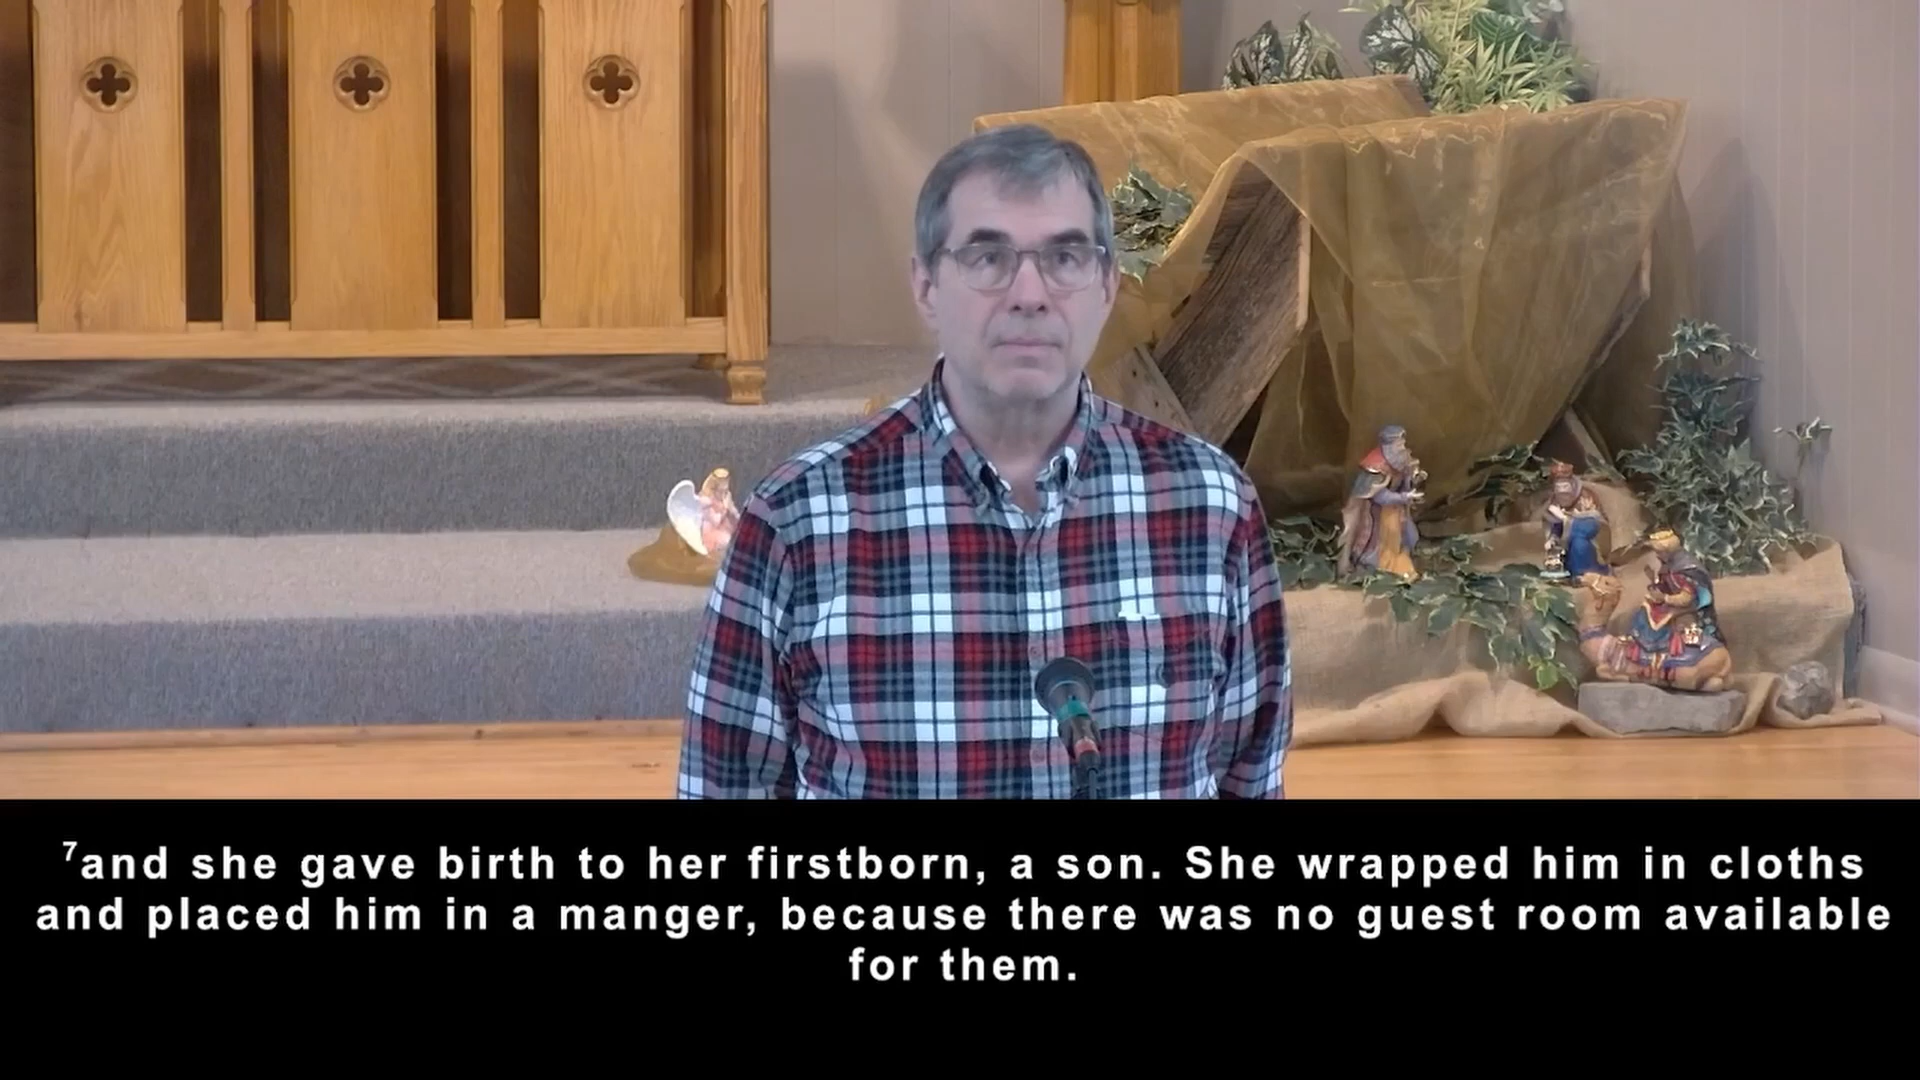 ⁷and she gave birth to her firstborn, a son. She wrapped him in cloths
and placed him in a manger, because there was no guest room available
for them.